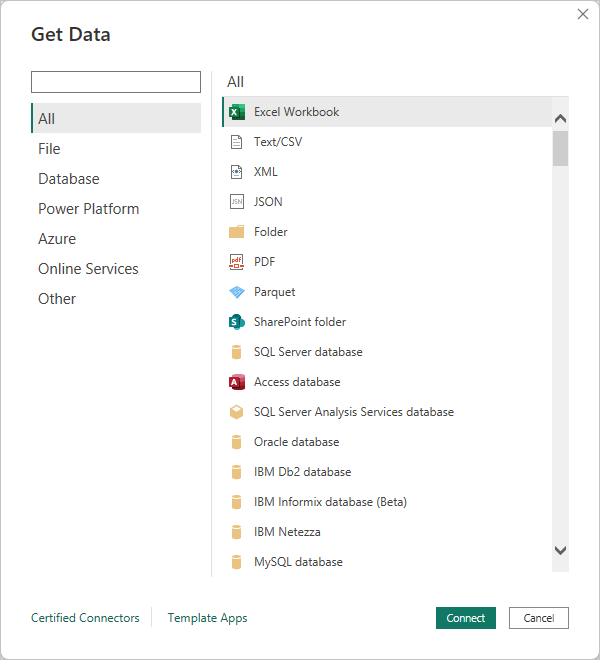 Get Data
All
File
Database
Power Platform
Azure
Online Services
Other
All
Excel Workbook
Text/CSV
XML
JSON
Folder
PDF
Parquet
SharePoint folder
SQL Server database
Access database
SQL Server Analysis Services database
Oracle database
IBM Db2 database
IBM Informix database (Beta)
IBM Netezza
MySQL database
Certified Connectors
Template Apps
Connect
Cancel